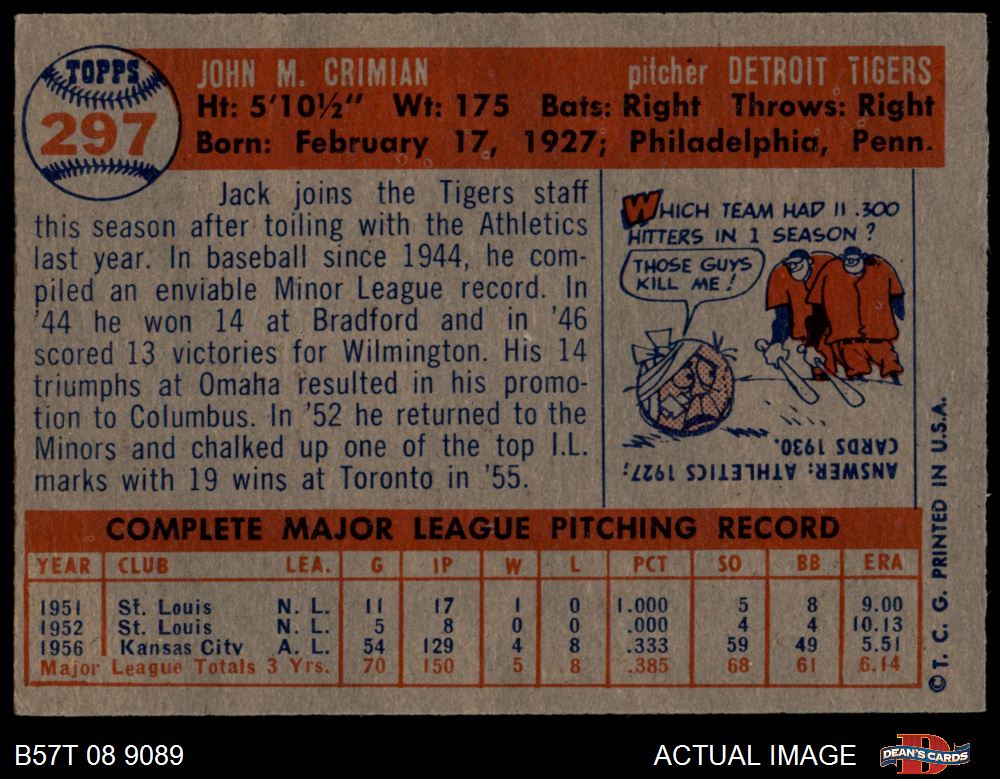 TOPPS
297
JOHN M. CRIMIAN pitcher DETROIT TIGERS
Ht: 5'10½" Wt: 175 Bats: Right Throws: Right
Born: February 17, 1927; Philadelphia, Penn.
Jack joins the Tigers staff
this season after toiling with the Athletics
last year. In baseball since 1944, he com-
piled an enviable Minor League record. In
'44 he won 14 at Bradford and in '46
scored 13 victories for Wilmington. His 14
triumphs at Omaha resulted in his promo-
tion to Columbus. In '52 he returned to the
Minors and chalked up one of the top I.L.
marks with 19 wins at Toronto in '55.
WHICH TEAM HAD 11 .300
HITTERS IN 1 SEASON?
THOSE GUYS
KILL ME!
ANSWER: ATHLETICS 1927;
CARDS 1930.
COMPLETE MAJOR LEAGUE PITCHING RECORD
YEAR CLUB LEA. G IP W L PCT SO BB ERA
1951 St. Louis N. L. 11 17 1 0 1.000 5 8 9.00
1952 St. Louis N. L. 5 8 0 0 .000 4 4 10.13
1956 Kansas City A. L. 54 129 4 8 .333 59 49 5.51
Major League Totals 3 Yrs. 70 150 5 8 .385 68 61 6.14
© T. C. G. PRINTED IN U.S.A.
B57T 08 9089 ACTUAL IMAGE
DEAN'S CARDS